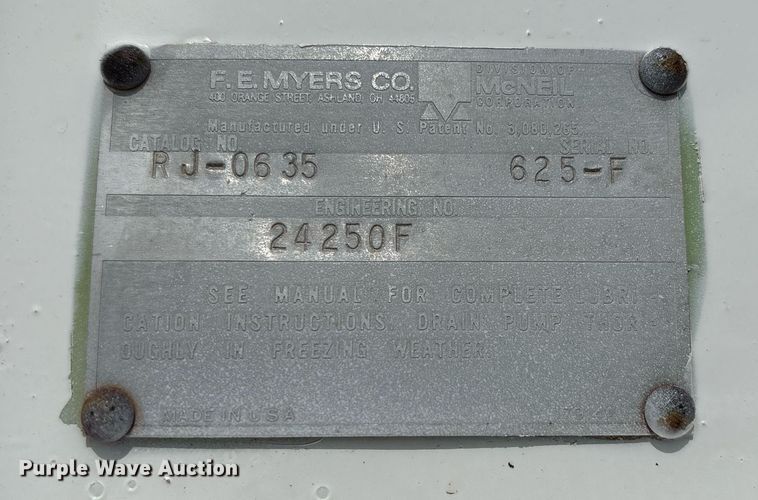 F. E. MYERS CO.
400 ORANGE STREET, ASHLAND, OH 44805
DIVISION OF
McNEIL
CORPORATION
Manufactured under U. S. Patent No. 3,080,265
CATALOG NO. SERIAL NO.
RJ-0635 625-F
ENGINEERING NO.
24250F
SEE MANUAL FOR COMPLETE LUBRI-
CATION INSTRUCTIONS. DRAIN PUMP THOR-
OUGHLY IN FREEZING WEATHER.
MADE IN USA
Purple Wave Auction